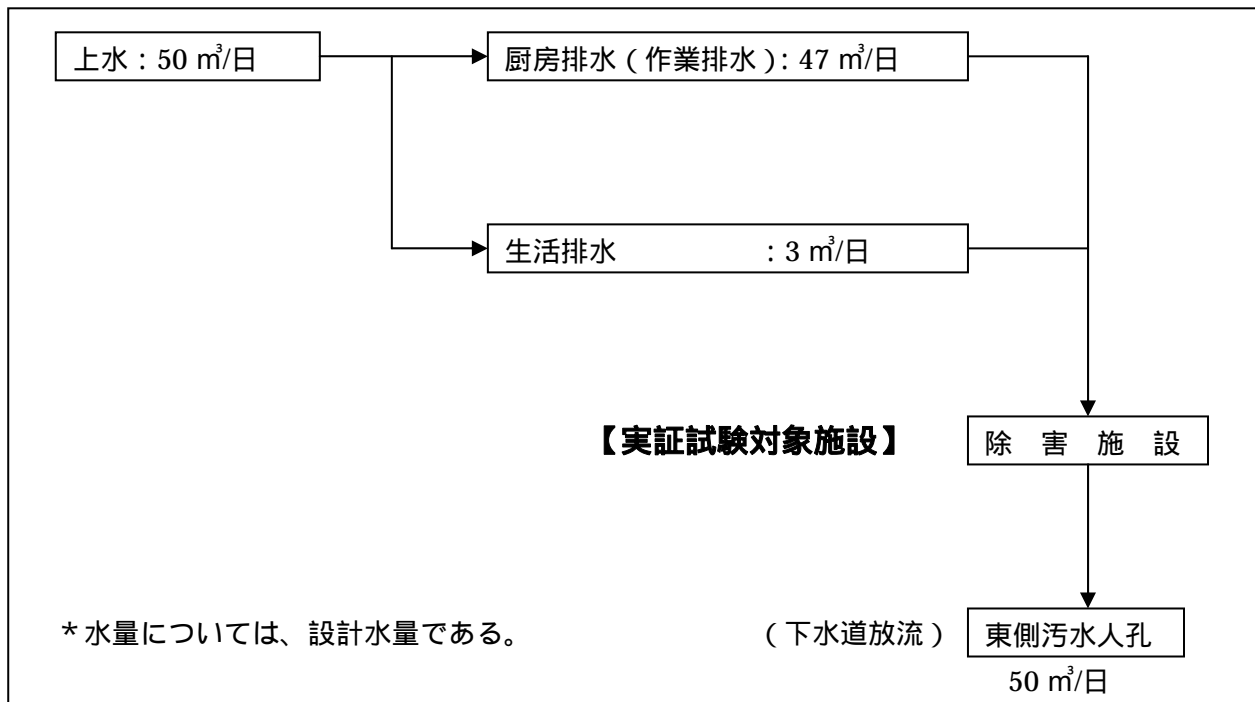 上水：50 ㎥/日
厨房排水（作業排水）：47 ㎥/日
生活排水　　　　　：3 ㎥/日
【実証試験対象施設】
除　害　施　設
＊水量については、設計水量である。
（下水道放流）
東側汚水人孔
50 ㎥/日